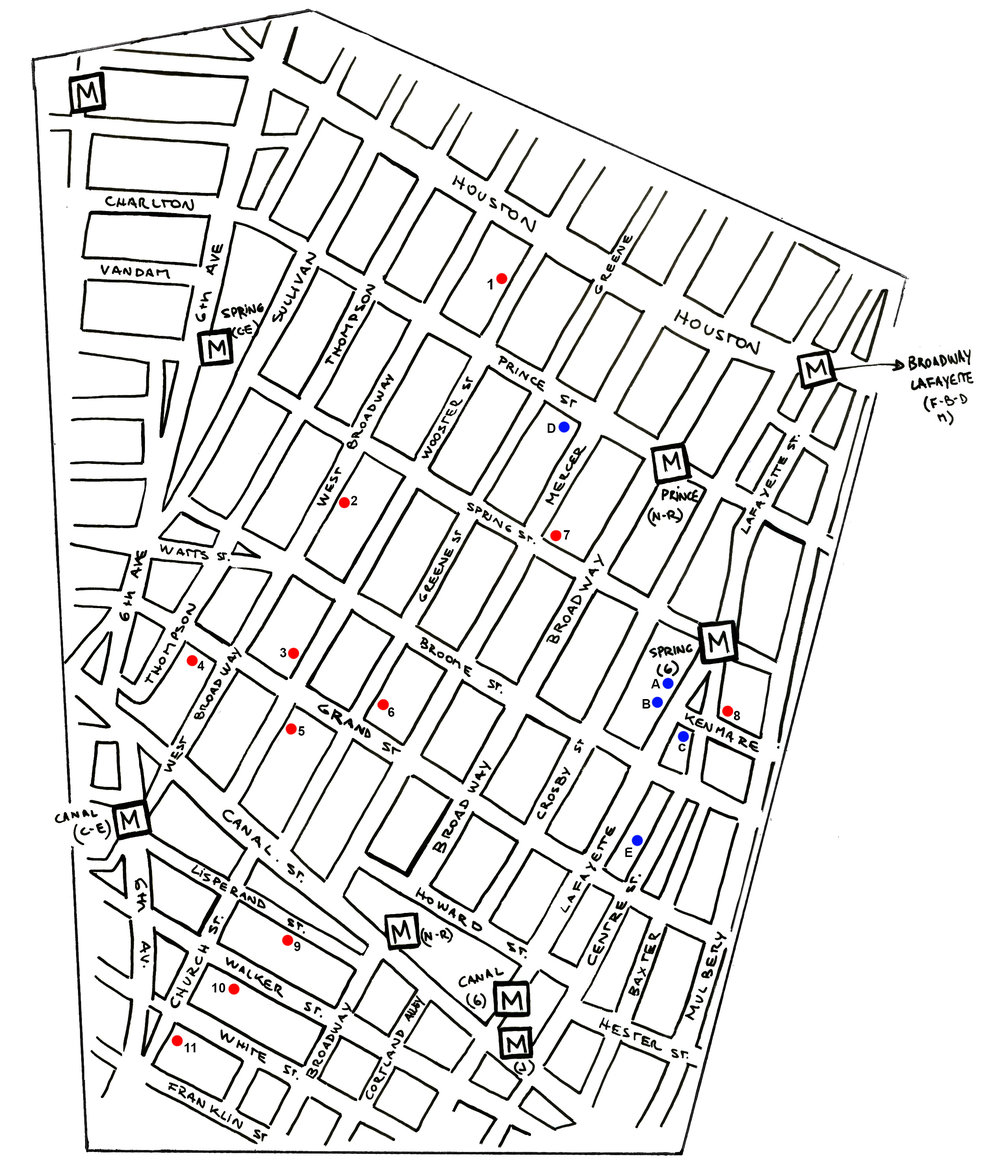 M
CHARLTON
VANDAM
6th AVE
SPRING
(CE)
M
SULLIVAN
THOMPSON
HOUSTON
GREENE
HOUSTON
M
BROADWAY
LAFAYETTE
(F-B-D
M)
1
PRINCE ST
WEST BROADWAY
WOOSTER ST
D
MERCER
M
PRINCE
(N-R)
LAFAYETTE ST.
2
SPRING ST.
7
WATTS ST.
6th AVE
GREENE ST
BROADWAY
THOMPSON
4
WEST BROADWAY
3
BROOME ST.
SPRING
(6)
M
A
B
8
KENMARE
C
5
GRAND ST
6
BROADWAY
CROSBY ST
CANAL
(C-E)
M
CANAL. ST.
E
LAFAYETTE
CENTRE ST.
LISPERAND ST.
HOWARD ST.
6th AV.
CHURCH ST.
9
M
(N-R)
BAXTER
MULBERY
WALKER ST.
10
CANAL
(6)
M
M
(J)
WHITE ST.
BROADWAY
CORTLAND ALLEY
HESTER ST.
11
FRANKLIN ST